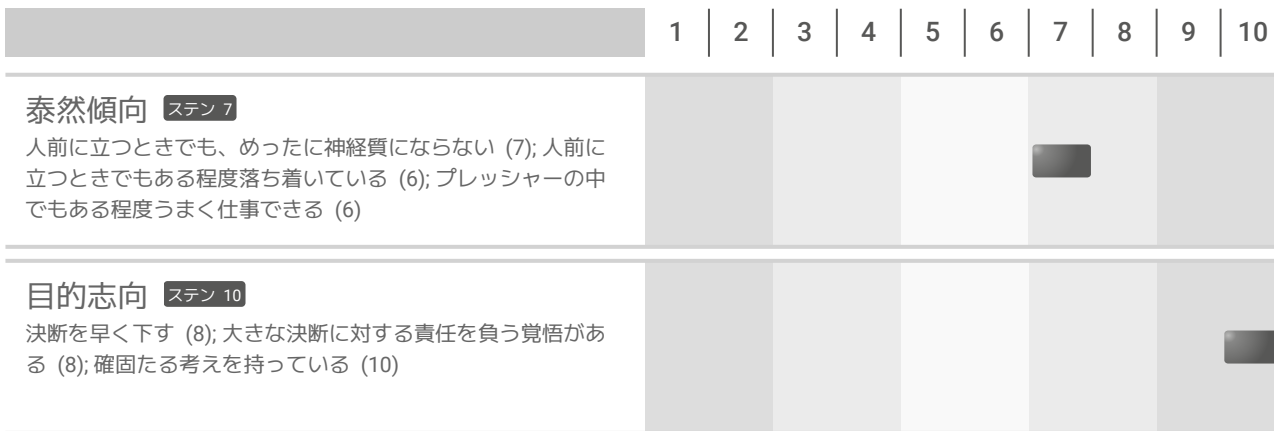 1 2 3 4 5 6 7 8 9 10
泰然傾向 ステン 7
人前に立つときでも、めったに神経質にならない (7); 人前に
立つときでもある程度落ち着いている (6); プレッシャーの中
でもある程度うまく仕事できる (6)
目的志向 ステン 10
決断を早く下す (8); 大きな決断に対する責任を負う覚悟があ
る (8); 確固たる考えを持っている (10)